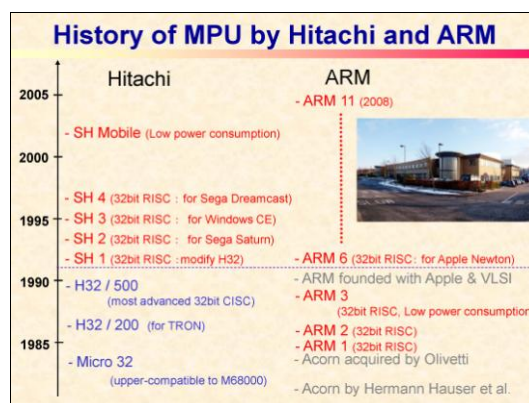 History of MPU by Hitachi and ARM
Hitachi
ARM
2005
2000
1995
1990
1985
- SH Mobile (Low power consumption)
- SH 4 (32bit RISC : for Sega Dreamcast)
- SH 3 (32bit RISC : for Windows CE)
- SH 2 (32bit RISC : for Sega Saturn)
- SH 1 (32bit RISC :modify H32)
- H32 / 500
(most advanced 32bit CISC)
- H32 / 200 (for TRON)
- Micro 32
(upper-compatible to M68000)
- ARM 11 (2008)
- ARM 6 (32bit RISC : for Apple Newton)
- ARM founded with Apple & VLSI
- ARM 3
(32bit RISC, Low power consumption
- ARM 2 (32bit RISC)
- ARM 1 (32bit RISC)
- Acorn acquired by Olivetti
- Acorn by Hermann Hauser et al.